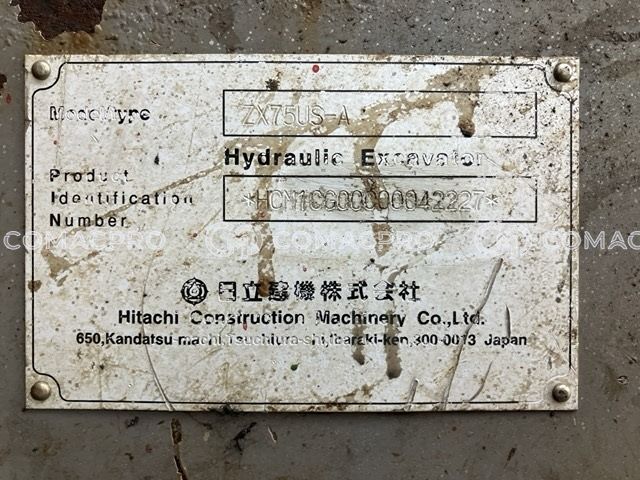 Model/type
ZX75US-A
Hydraulic Excavator
Product
Identification
Number
*HCM1CG00C00042227*
COMACPRO COMACPRO COMAC
日立建機株式会社
Hitachi Construction Machinery Co.,Ltd.
650,Kandatsu-machi,Tsuchiura-shi,Ibaraki-ken,300-0013 Japan